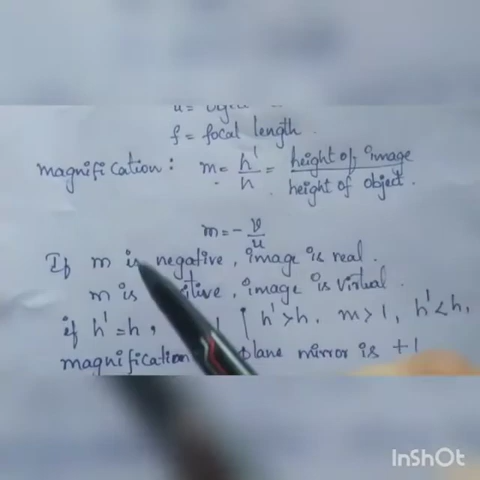 f = focal length.
magnification: m = h'/h = height of image / height of object.
m = - v/u
If m is negative, image is real.
m is image is virtual.
if h' = h, | h' > h. m > 1, h' < h,
magnification plane mirror is +1
InShOt